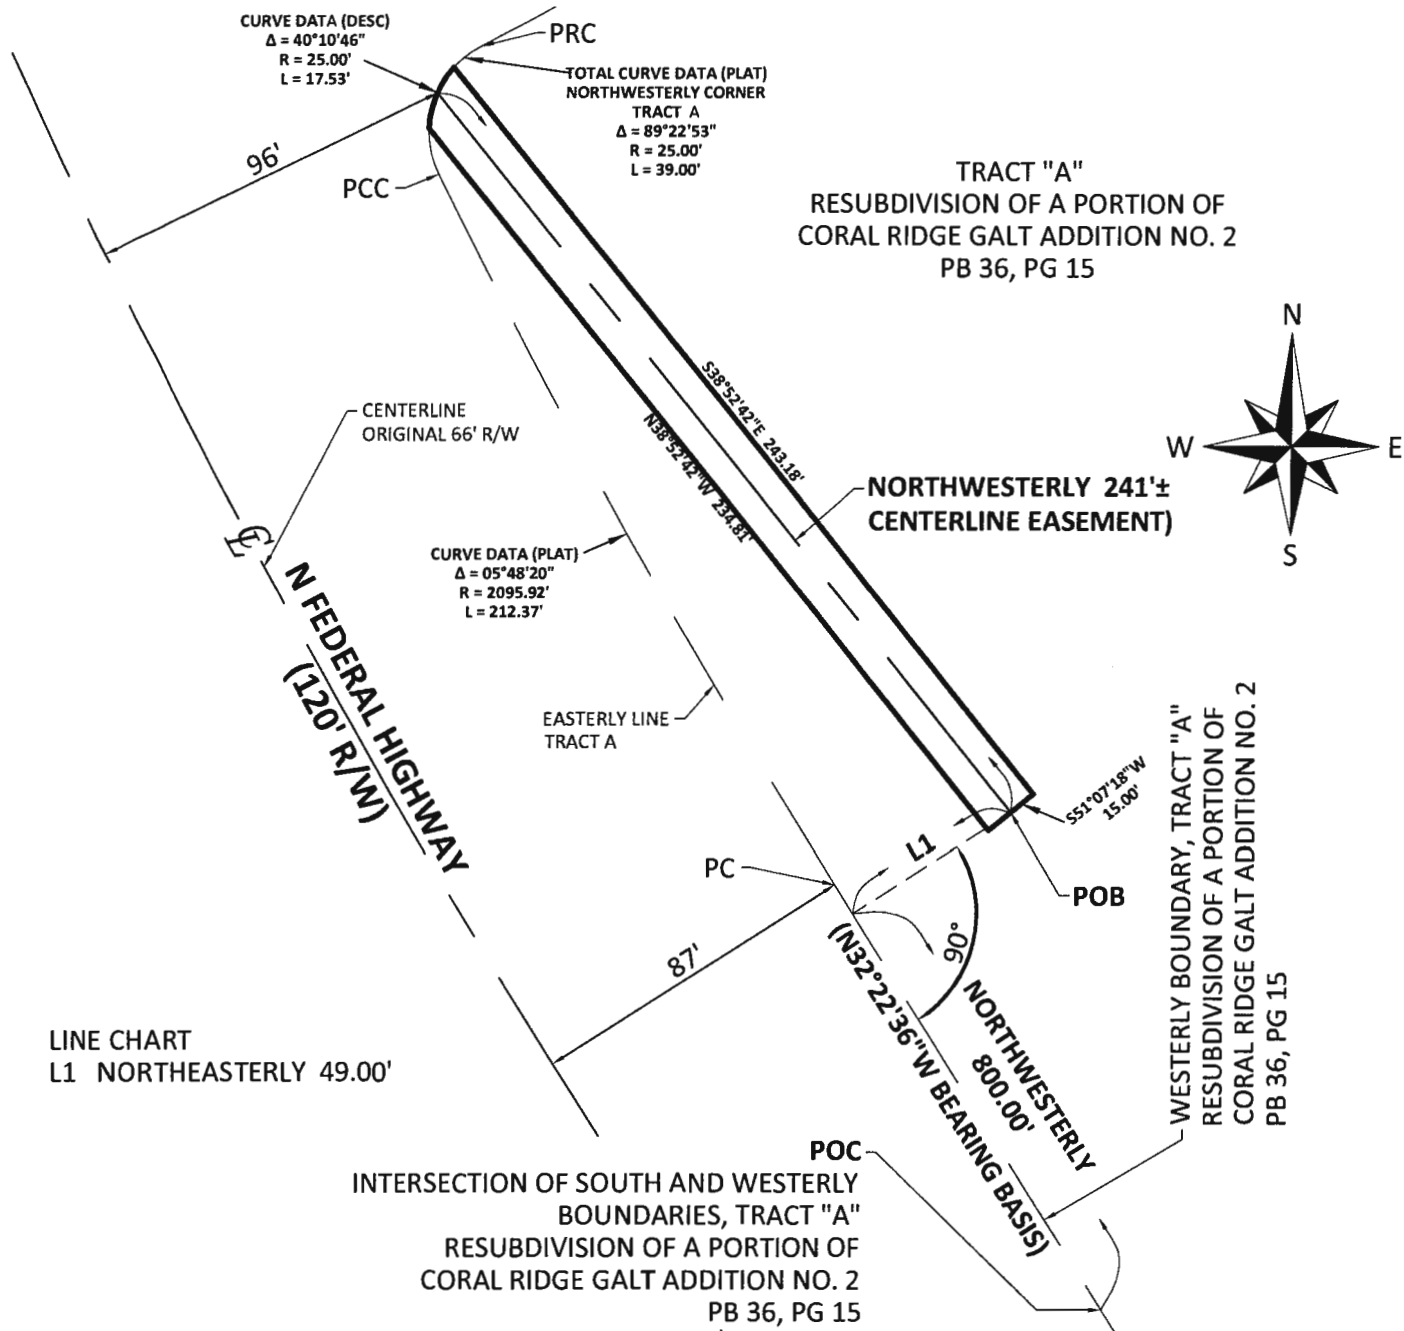 CURVE DATA (DESC)
Δ = 40°10'46"
R = 25.00'
L = 17.53'
PRC
TOTAL CURVE DATA (PLAT)
NORTHWESTERLY CORNER
TRACT A
Δ = 89°22'53"
R = 25.00'
L = 39.00'
96'
PCC
TRACT "A"
RESUBDIVISION OF A PORTION OF
CORAL RIDGE GALT ADDITION NO. 2
PB 36, PG 15
N
W
E
S
CENTERLINE
ORIGINAL 66' R/W
S38°52'42"E 243.18'
N38°52'42"W 234.81'
NORTHWESTERLY 241'±
CENTERLINE EASEMENT)
CL
N FEDERAL HIGHWAY
(120' R/W)
CURVE DATA (PLAT)
Δ = 05°48'20"
R = 2095.92'
L = 212.37'
EASTERLY LINE
TRACT A
S51°07'18"W
15.00'
L1
PC
POB
90°
87'
(N32°22'36"W BEARING BASIS)
NORTHWESTERLY
800.00'
WESTERLY BOUNDARY, TRACT "A"
RESUBDIVISION OF A PORTION OF
CORAL RIDGE GALT ADDITION NO. 2
PB 36, PG 15
LINE CHART
L1 NORTHEASTERLY 49.00'
POC
INTERSECTION OF SOUTH AND WESTERLY
BOUNDARIES, TRACT "A"
RESUBDIVISION OF A PORTION OF
CORAL RIDGE GALT ADDITION NO. 2
PB 36, PG 15